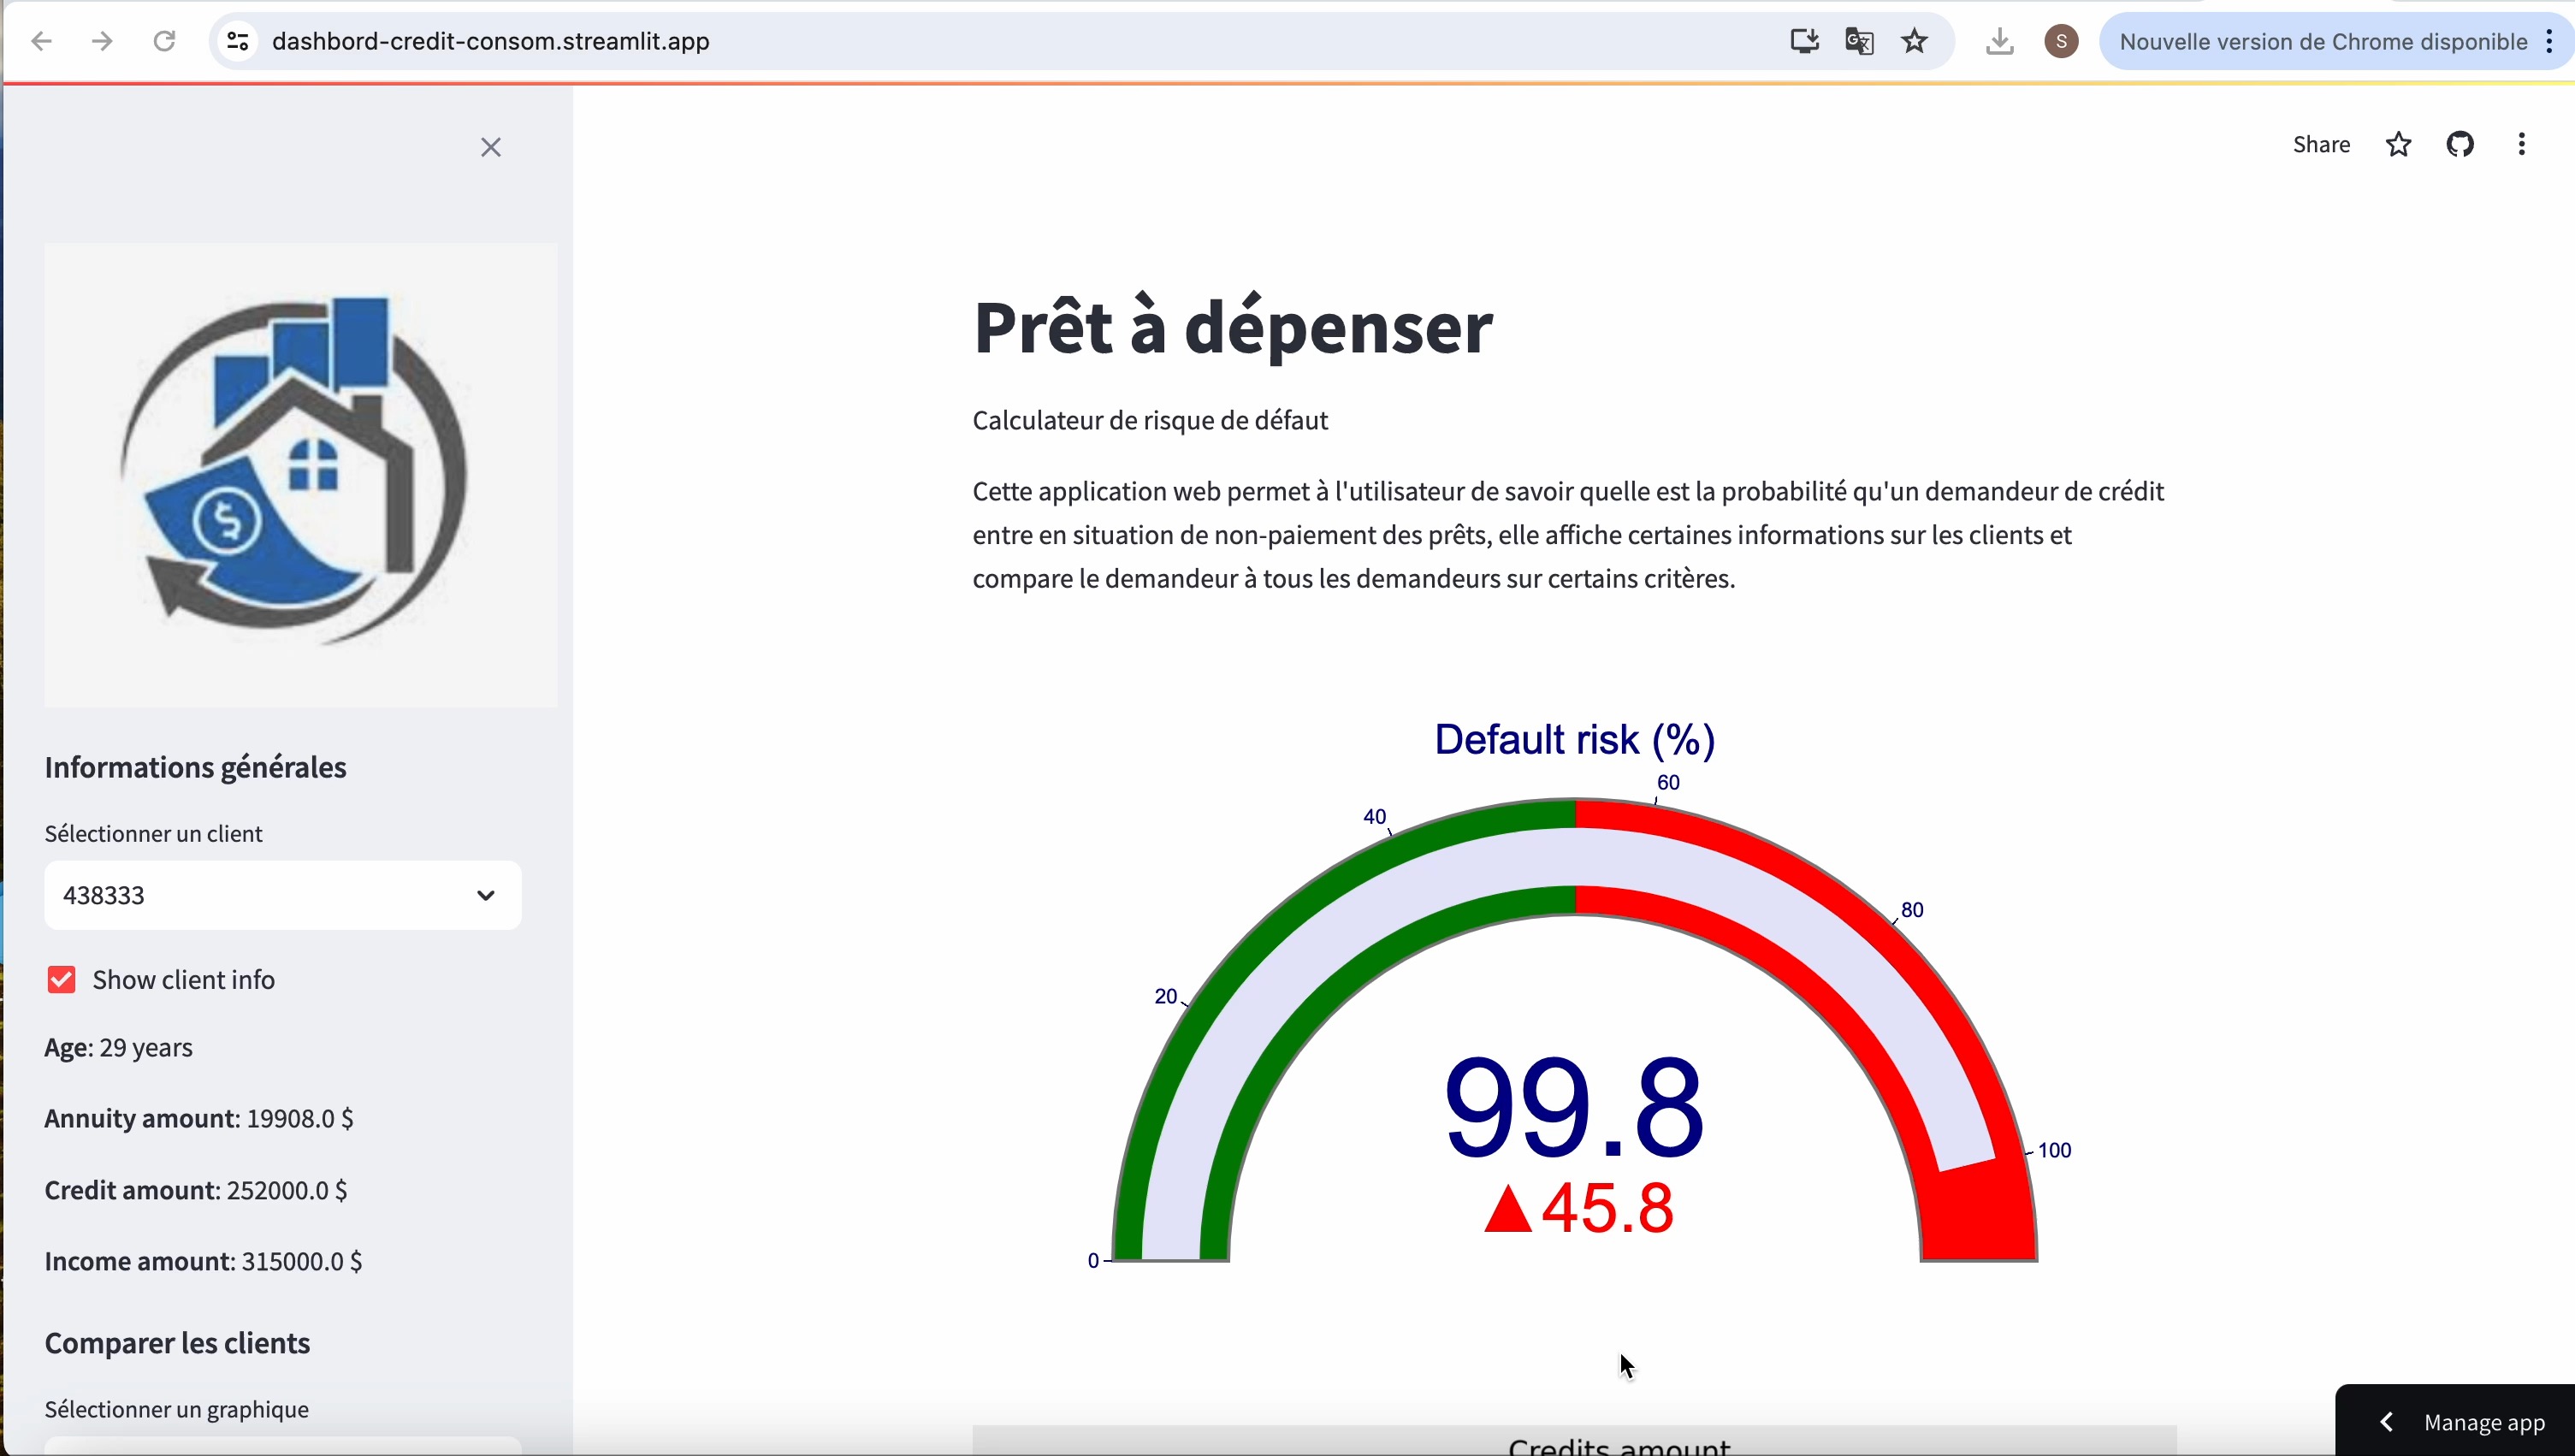 dashbord-credit-consom.streamlit.app
S
Nouvelle version de Chrome disponible
Share
$
Informations générales
Sélectionner un client
438333
Show client info
Age: 29 years
Annuity amount: 19908.0 $
Credit amount: 252000.0 $
Income amount: 315000.0 $
Comparer les clients
Sélectionner un graphique
Prêt à dépenser
Calculateur de risque de défaut
Cette application web permet à l'utilisateur de savoir quelle est la probabilité qu'un demandeur de crédit
entre en situation de non-paiement des prêts, elle affiche certaines informations sur les clients et
compare le demandeur à tous les demandeurs sur certains critères.
Default risk (%)
0
20
40
60
80
100
99.8
▲45.8
Credits amount
Manage app